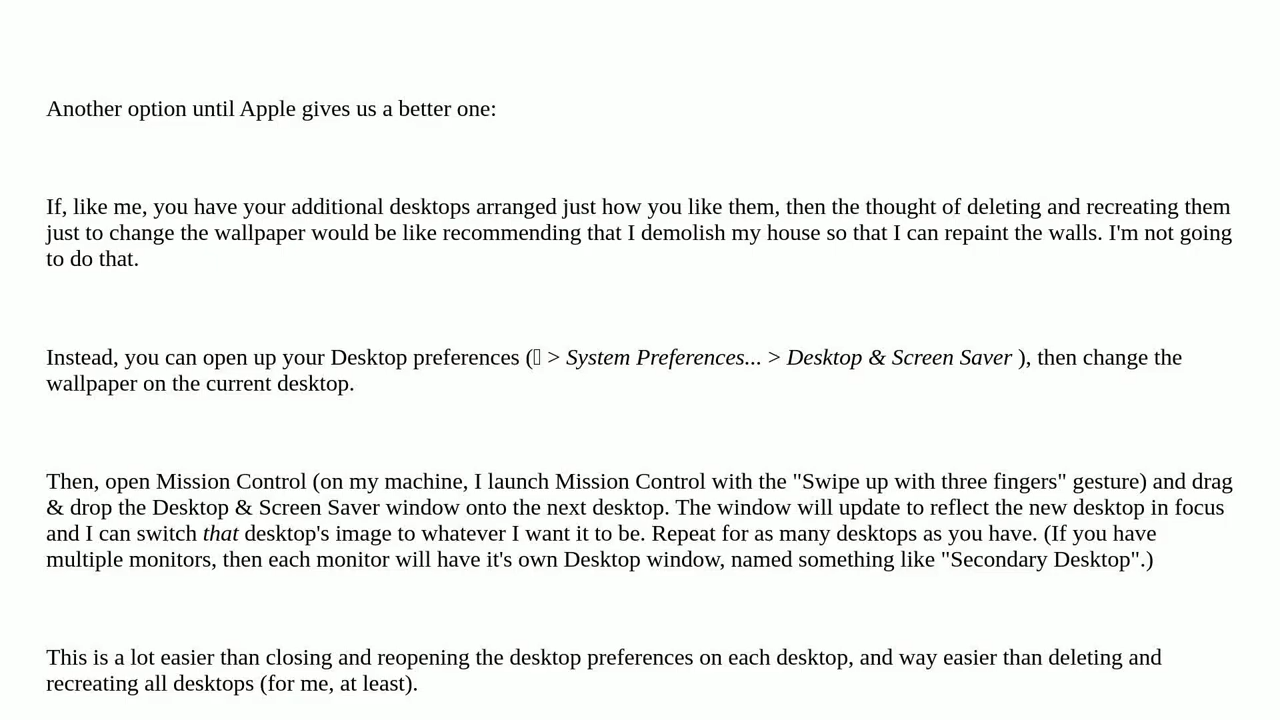 Another option until Apple gives us a better one:
If, like me, you have your additional desktops arranged just how you like them, then the thought of deleting and recreating them
just to change the wallpaper would be like recommending that I demolish my house so that I can repaint the walls. I'm not going
to do that.
Instead, you can open up your Desktop preferences ( > System Preferences... > Desktop & Screen Saver ), then change the
wallpaper on the current desktop.
Then, open Mission Control (on my machine, I launch Mission Control with the "Swipe up with three fingers" gesture) and drag
& drop the Desktop & Screen Saver window onto the next desktop. The window will update to reflect the new desktop in focus
and I can switch that desktop's image to whatever I want it to be. Repeat for as many desktops as you have. (If you have
multiple monitors, then each monitor will have it's own Desktop window, named something like "Secondary Desktop".)
This is a lot easier than closing and reopening the desktop preferences on each desktop, and way easier than deleting and
recreating all desktops (for me, at least).